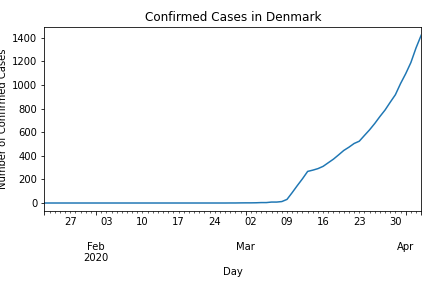 Confirmed Cases in Denmark
Number of Confirmed Cases
1400
1200
1000
800
600
400
200
0
27 03 10 17 24 02 09 16 23 30
Feb Mar Apr
2020
Day